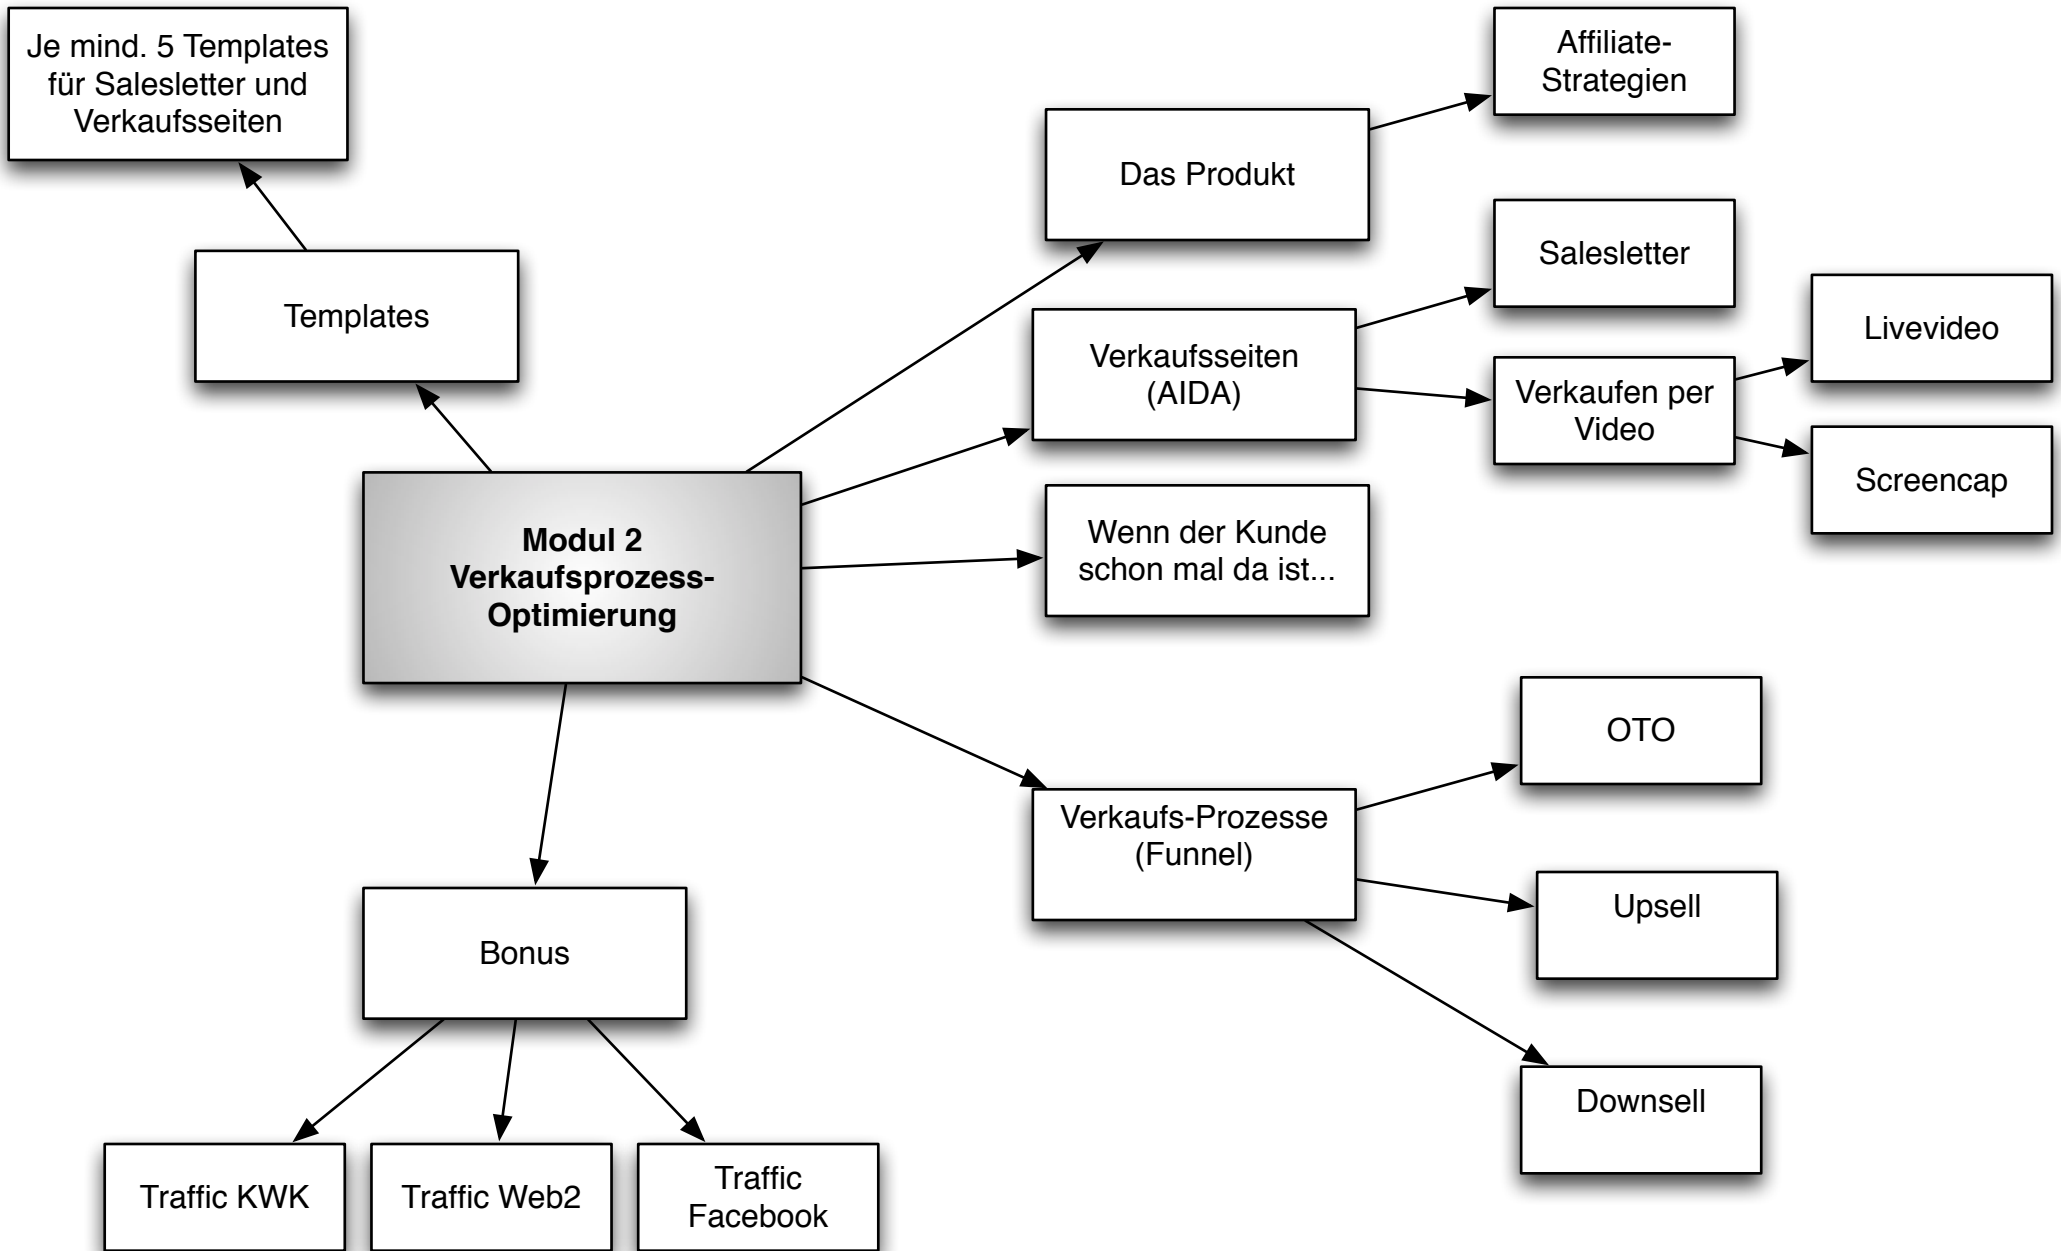 Je mind. 5 Templates
für Salesletter und
Verkaufsseiten
Templates
Modul 2
Verkaufsprozess-
Optimierung
Das Produkt
Affiliate-
Strategien
Verkaufsseiten
(AIDA)
Salesletter
Verkaufen per
Video
Livevideo
Screencap
Wenn der Kunde
schon mal da ist...
Verkaufs-Prozesse
(Funnel)
OTO
Upsell
Downsell
Bonus
Traffic KWK
Traffic Web2
Traffic
Facebook